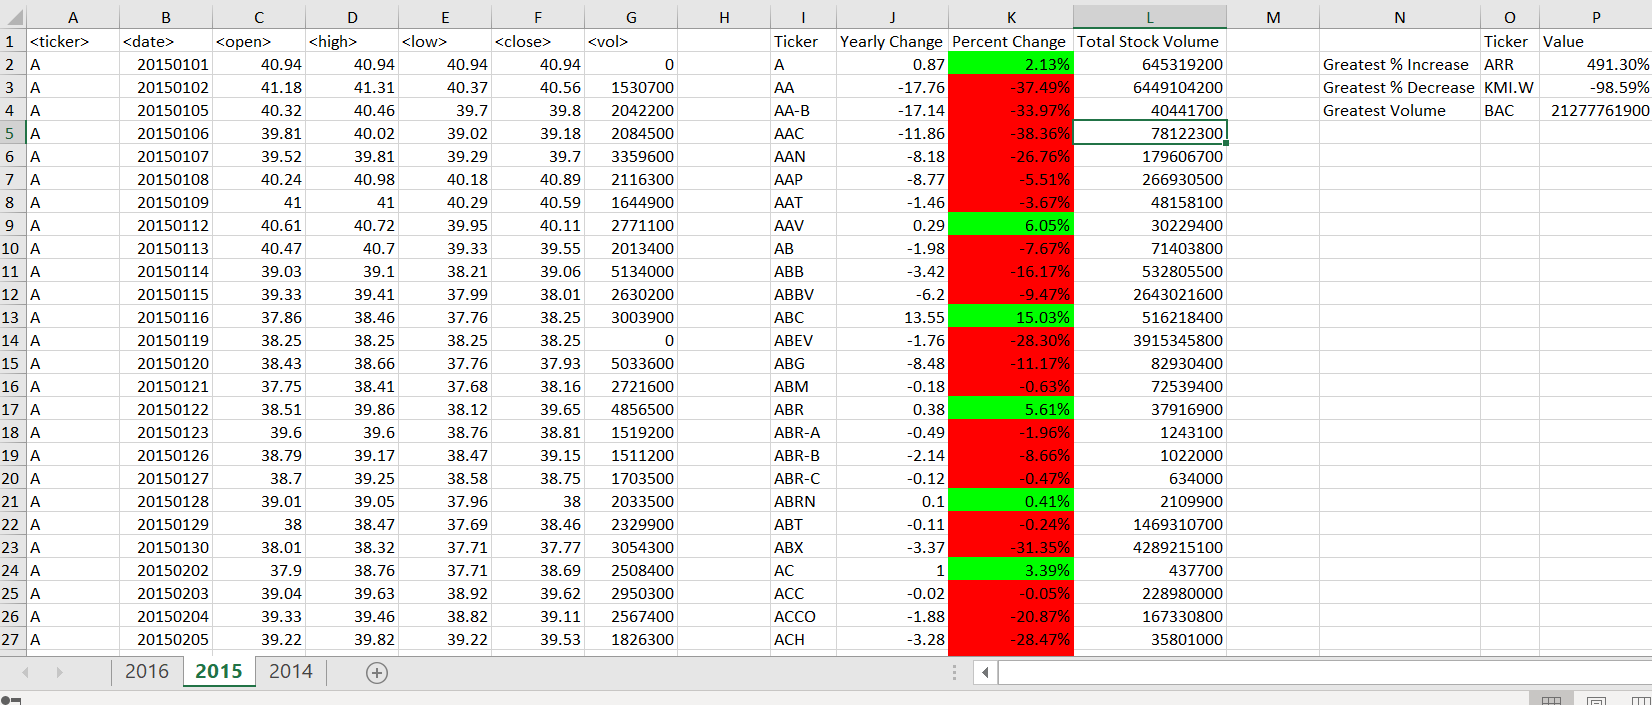 A B C D E F G H I J K L M N O P
1 <ticker> <date> <open> <high> <low> <close> <vol> Ticker Yearly Change Percent Change Total Stock Volume Ticker Value
2 A 20150101 40.94 40.94 40.94 40.94 0 A 0.87 2.13% 645319200 Greatest % Increase ARR 491.30%
3 A 20150102 41.18 41.31 40.37 40.56 1530700 AA -17.76 -37.49% 6449104200 Greatest % Decrease KMI.W -98.59%
4 A 20150105 40.32 40.46 39.7 39.8 2042200 AA-B -17.14 -33.97% 40441700 Greatest Volume BAC 21277761900
5 A 20150106 39.81 40.02 39.02 39.18 2084500 AAC -11.86 -38.36% 78122300
6 A 20150107 39.52 39.81 39.29 39.7 3359600 AAN -8.18 -26.76% 179606700
7 A 20150108 40.24 40.98 40.18 40.89 2116300 AAP -8.77 -5.51% 266930500
8 A 20150109 41 41 40.29 40.59 1644900 AAT -1.46 -3.67% 48158100
9 A 20150112 40.61 40.72 39.95 40.11 2771100 AAV 0.29 6.05% 30229400
10 A 20150113 40.47 40.7 39.33 39.55 2013400 AB -1.98 -7.67% 71403800
11 A 20150114 39.03 39.1 38.21 39.06 5134000 ABB -3.42 -16.17% 532805500
12 A 20150115 39.33 39.41 37.99 38.01 2630200 ABBV -6.2 -9.47% 2643021600
13 A 20150116 37.86 38.46 37.76 38.25 3003900 ABC 13.55 15.03% 516218400
14 A 20150119 38.25 38.25 38.25 38.25 0 ABEV -1.76 -28.30% 3915345800
15 A 20150120 38.43 38.66 37.76 37.93 5033600 ABG -8.48 -11.17% 82930400
16 A 20150121 37.75 38.41 37.68 38.16 2721600 ABM -0.18 -0.63% 72539400
17 A 20150122 38.51 39.86 38.12 39.65 4856500 ABR 0.38 5.61% 37916900
18 A 20150123 39.6 39.6 38.76 38.81 1519200 ABR-A -0.49 -1.96% 1243100
19 A 20150126 38.79 39.17 38.47 39.15 1511200 ABR-B -2.14 -8.66% 1022000
20 A 20150127 38.7 39.25 38.58 38.75 1703500 ABR-C -0.12 -0.47% 634000
21 A 20150128 39.01 39.05 37.96 38 2033500 ABRN 0.1 0.41% 2109900
22 A 20150129 38 38.47 37.69 38.46 2329900 ABT -0.11 -0.24% 1469310700
23 A 20150130 38.01 38.32 37.71 37.77 3054300 ABX -3.37 -31.35% 4289215100
24 A 20150202 37.9 38.76 37.71 38.69 2508400 AC 1 3.39% 437700
25 A 20150203 39.04 39.63 38.92 39.62 2950300 ACC -0.02 -0.05% 228980000
26 A 20150204 39.33 39.46 38.82 39.11 2567400 ACCO -1.88 -20.87% 167330800
27 A 20150205 39.22 39.82 39.22 39.53 1826300 ACH -3.28 -28.47% 35801000
2016 2015 2014